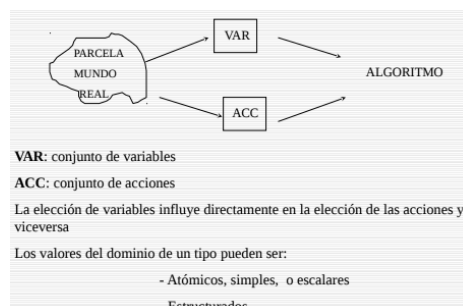 VAR
PARCELA
MUNDO
REAL
ALGORITMO
ACC
VAR: conjunto de variables
ACC: conjunto de acciones
La elección de variables influye directamente en la elección de las acciones y
viceversa
Los valores del dominio de un tipo pueden ser:
- Atómicos, simples, o escalares
- Estructurados